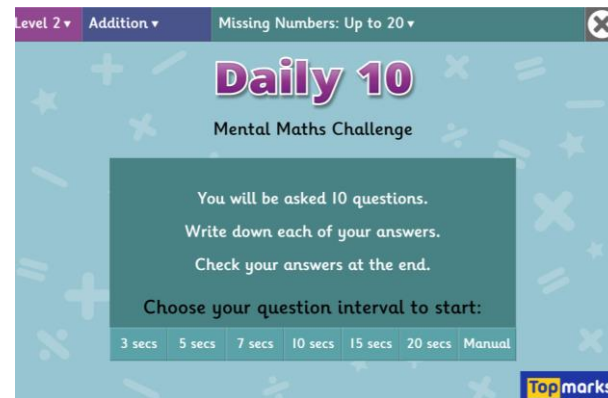 Level 2 ▾ Addition ▾ Missing Numbers: Up to 20 ▾
Daily 10
Mental Maths Challenge
You will be asked 10 questions.
Write down each of your answers.
Check your answers at the end.
Choose your question interval to start:
3 secs 5 secs 7 secs 10 secs 15 secs 20 secs Manual
Topmarks